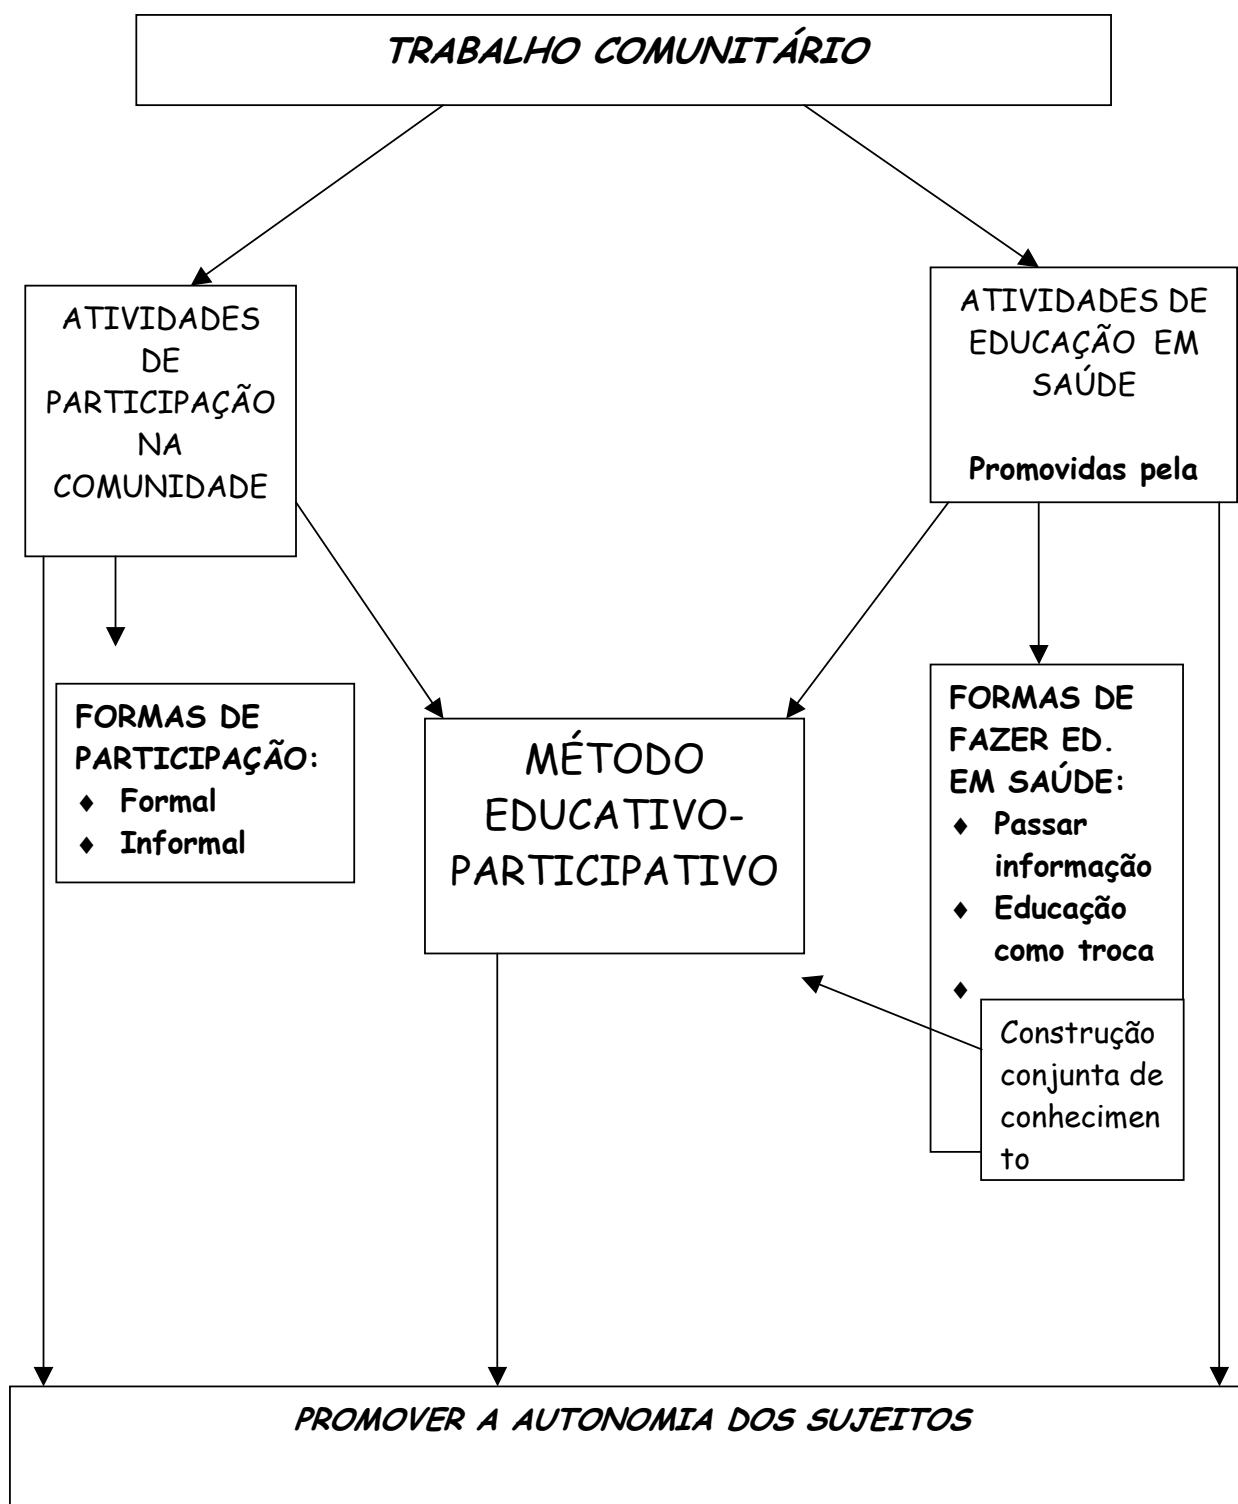 TRABALHO COMUNITÁRIO
ATIVIDADES
DE
PARTICIPAÇÃO
NA
COMUNIDADE
ATIVIDADES DE
EDUCAÇÃO EM
SAÚDE
Promovidas pela
FORMAS DE
PARTICIPAÇÃO:
♦ Formal
♦ Informal
MÉTODO
EDUCATIVO-
PARTICIPATIVO
FORMAS DE
FAZER ED.
EM SAÚDE:
♦ Passar
informação
♦ Educação
como troca
♦
Construção
conjunta de
conhecimen
to
PROMOVER A AUTONOMIA DOS SUJEITOS